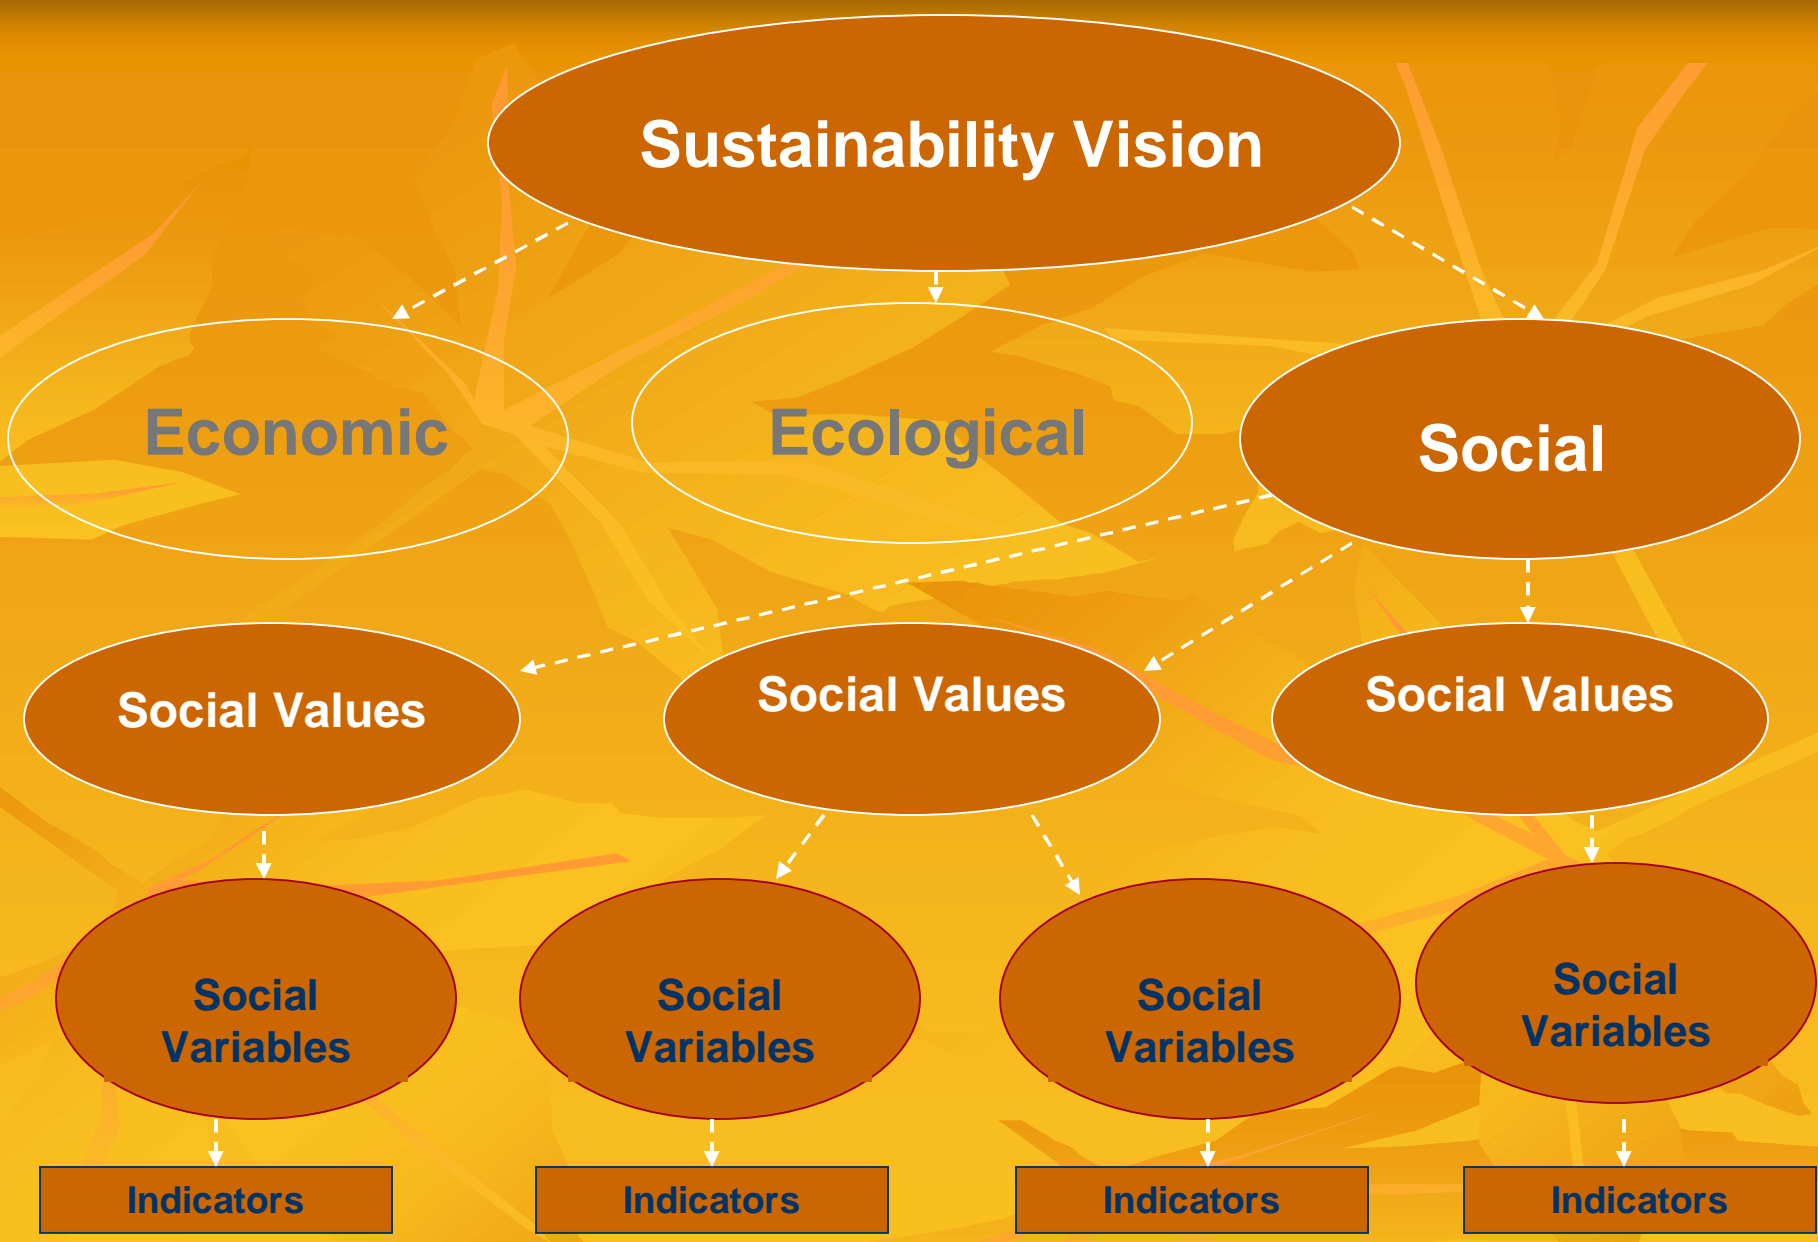 Sustainability Vision
Economic
Ecological
Social
Social Values
Social Values
Social Values
Social
Variables
Social
Variables
Social
Variables
Social
Variables
Indicators
Indicators
Indicators
Indicators